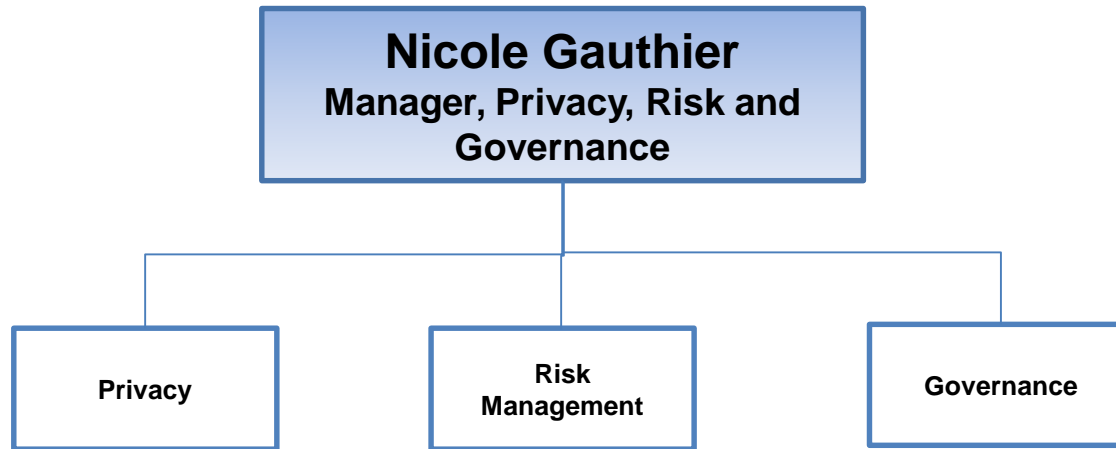 Nicole Gauthier
Manager, Privacy, Risk and
Governance
Privacy
Risk
Management
Governance